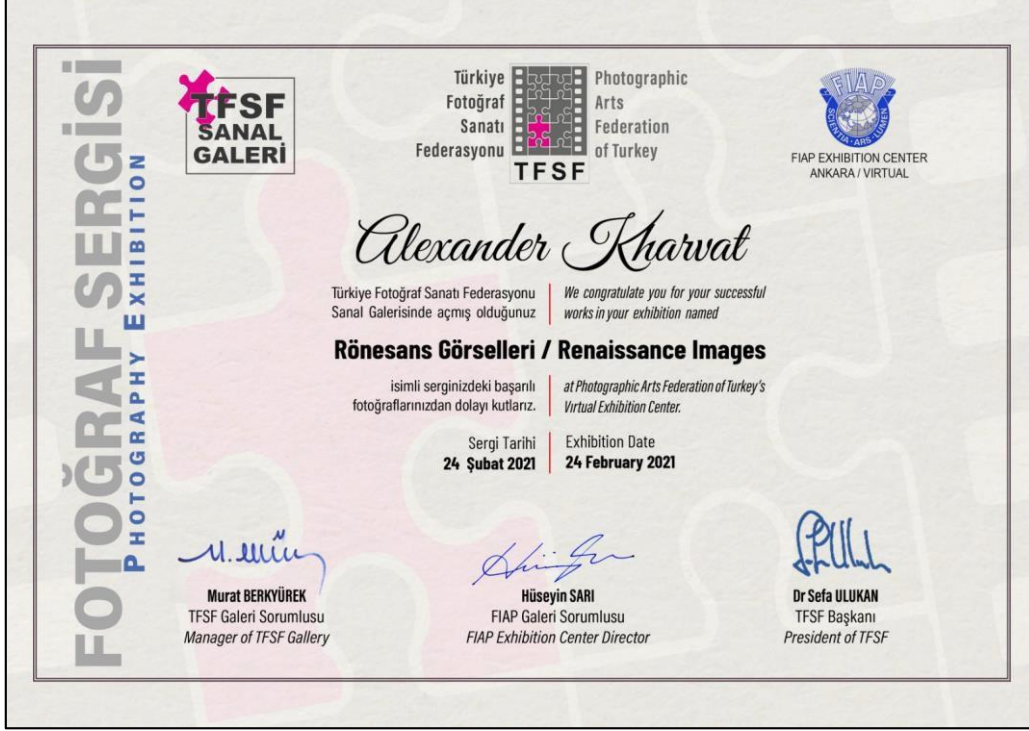 FOTOĞRAF SERGİSİ
PHOTOGRAPHY EXHIBITION
TFSF
SANAL
GALERİ
Türkiye
Fotoğraf
Sanatı
Federasyonu
TFSF
Photographic
Arts
Federation
of Turkey
FIAP
SCIENTIA - ARS - LUMEN
FIAP EXHIBITION CENTER
ANKARA / VIRTUAL
Alexander Kharvat
Türkiye Fotoğraf Sanatı Federasyonu
Sanal Galerisinde açmış olduğunuz
We congratulate you for your successful
works in your exhibition named
Rönesans Görselleri / Renaissance Images
isimli serginizdeki başarılı
fotoğraflarınızdan dolayı kutlarız.
at Photographic Arts Federation of Turkey's
Vırtual Exhibition Center.
Sergi Tarihi
24 Şubat 2021
Exhibition Date
24 February 2021
Murat BERKYÜREK
TFSF Galeri Sorumlusu
Manager of TFSF Gallery
Hüseyin SARI
FIAP Galeri Sorumlusu
FIAP Exhibition Center Director
Dr Sefa ULUKAN
TFSF Başkanı
President of TFSF